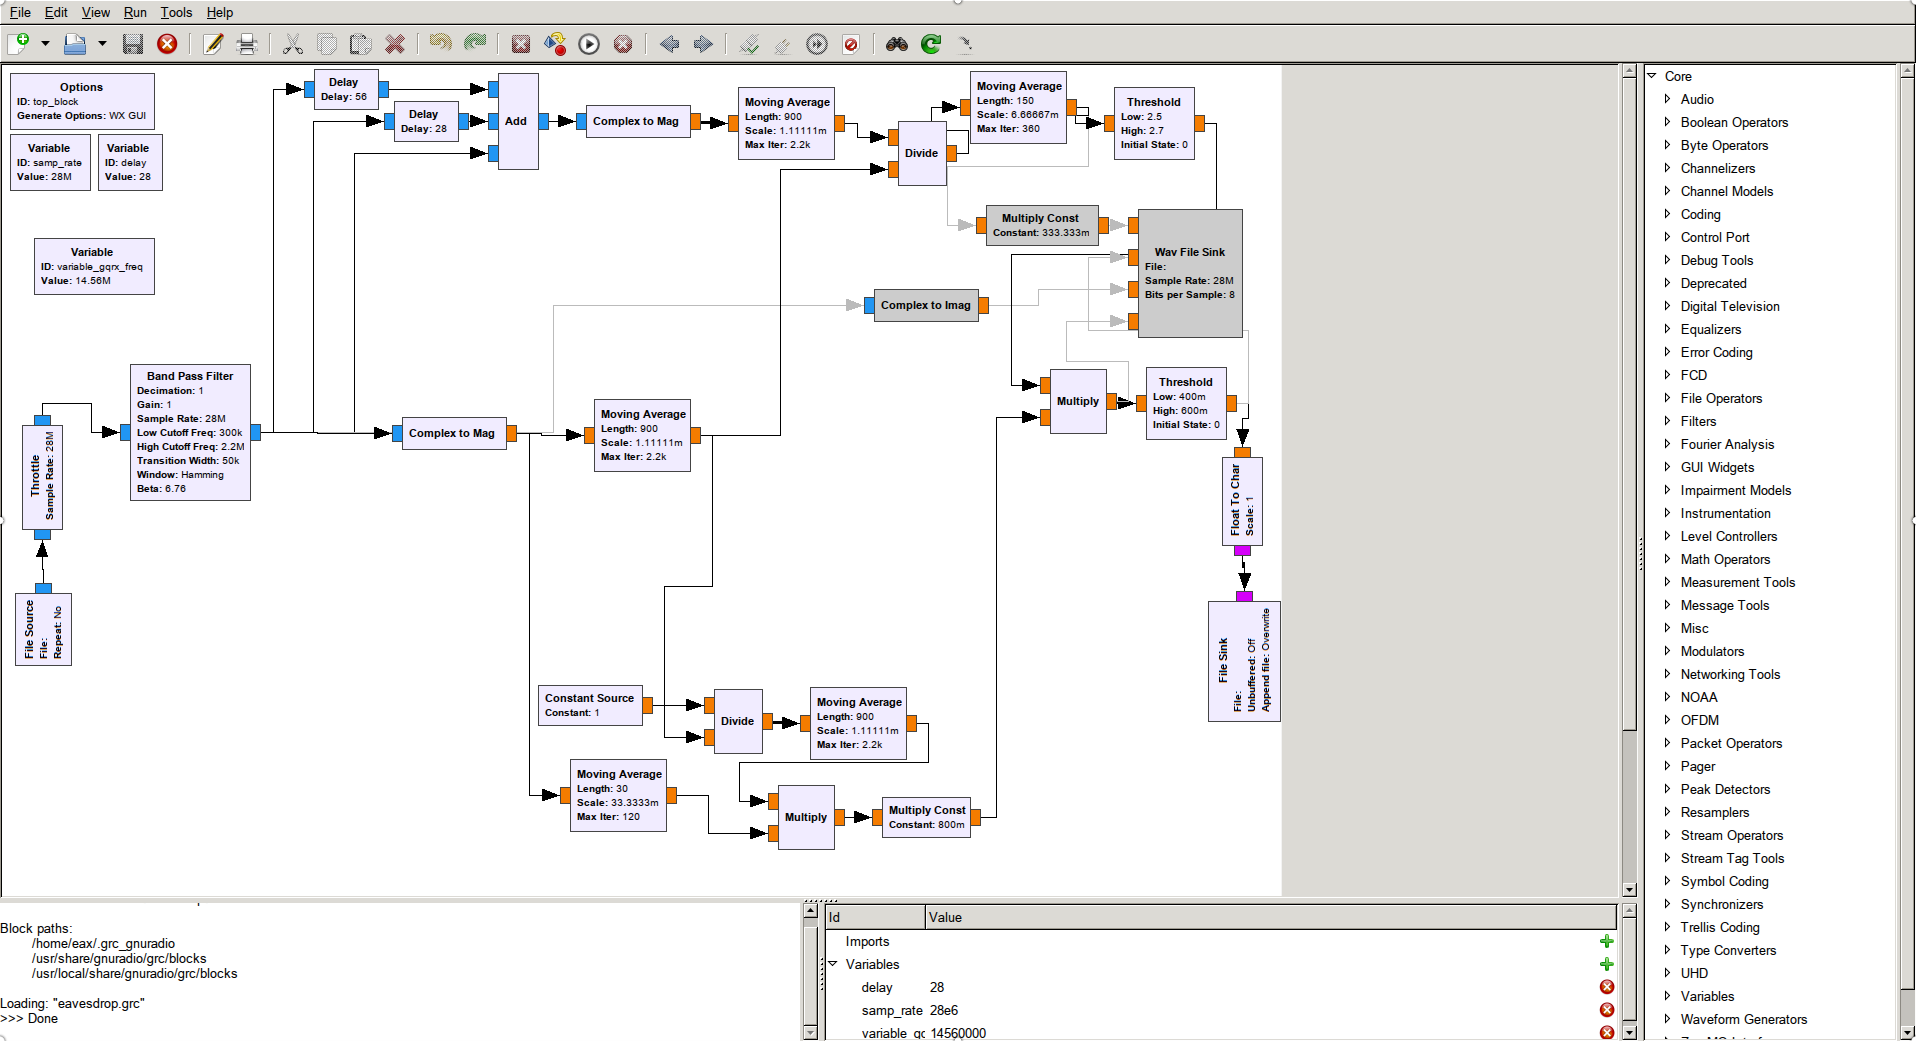 File Edit View Run Tools Help
Options
ID: top_block
Generate Options: WX GUI
Variable
ID: samp_rate
Value: 28M
Variable
ID: delay
Value: 28
Variable
ID: variable_gqrx_freq
Value: 14.56M
Delay
Delay: 56
Delay
Delay: 28
Add
Complex to Mag
Moving Average
Length: 900
Scale: 1.11111m
Max Iter: 2.2k
Divide
Moving Average
Length: 150
Scale: 6.66667m
Max Iter: 360
Threshold
Low: 2.5
High: 2.7
Initial State: 0
Multiply Const
Constant: 333.333m
Wav File Sink
File:
Sample Rate: 28M
Bits per Sample: 8
Complex to Imag
Band Pass Filter
Decimation: 1
Gain: 1
Sample Rate: 28M
Low Cutoff Freq: 300k
High Cutoff Freq: 2.2M
Transition Width: 50k
Window: Hamming
Beta: 6.76
Throttle
Sample Rate: 28M
File Source
File:
Repeat: No
Complex to Mag
Moving Average
Length: 900
Scale: 1.11111m
Max Iter: 2.2k
Multiply
Threshold
Low: 400m
High: 600m
Initial State: 0
Float To Char
Scale: 1
File Sink
File:
Unbuffered: Off
Append file: Overwrite
Constant Source
Constant: 1
Divide
Moving Average
Length: 900
Scale: 1.11111m
Max Iter: 2.2k
Moving Average
Length: 30
Scale: 33.3333m
Max Iter: 120
Multiply
Multiply Const
Constant: 800m
Core
Audio
Boolean Operators
Byte Operators
Channelizers
Channel Models
Coding
Control Port
Debug Tools
Deprecated
Digital Television
Equalizers
Error Coding
FCD
File Operators
Filters
Fourier Analysis
GUI Widgets
Impairment Models
Instrumentation
Level Controllers
Math Operators
Measurement Tools
Message Tools
Misc
Modulators
Networking Tools
NOAA
OFDM
Packet Operators
Pager
Peak Detectors
Resamplers
Stream Operators
Stream Tag Tools
Symbol Coding
Synchronizers
Trellis Coding
Type Converters
UHD
Variables
Waveform Generators
Block paths:
/home/eax/.grc_gnuradio
/usr/share/gnuradio/grc/blocks
/usr/local/share/gnuradio/grc/blocks
Loading: "eavesdrop.grc"
>>> Done
Id Value
Imports
Variables
delay 28
samp_rate 28e6
variable_gc 14560000